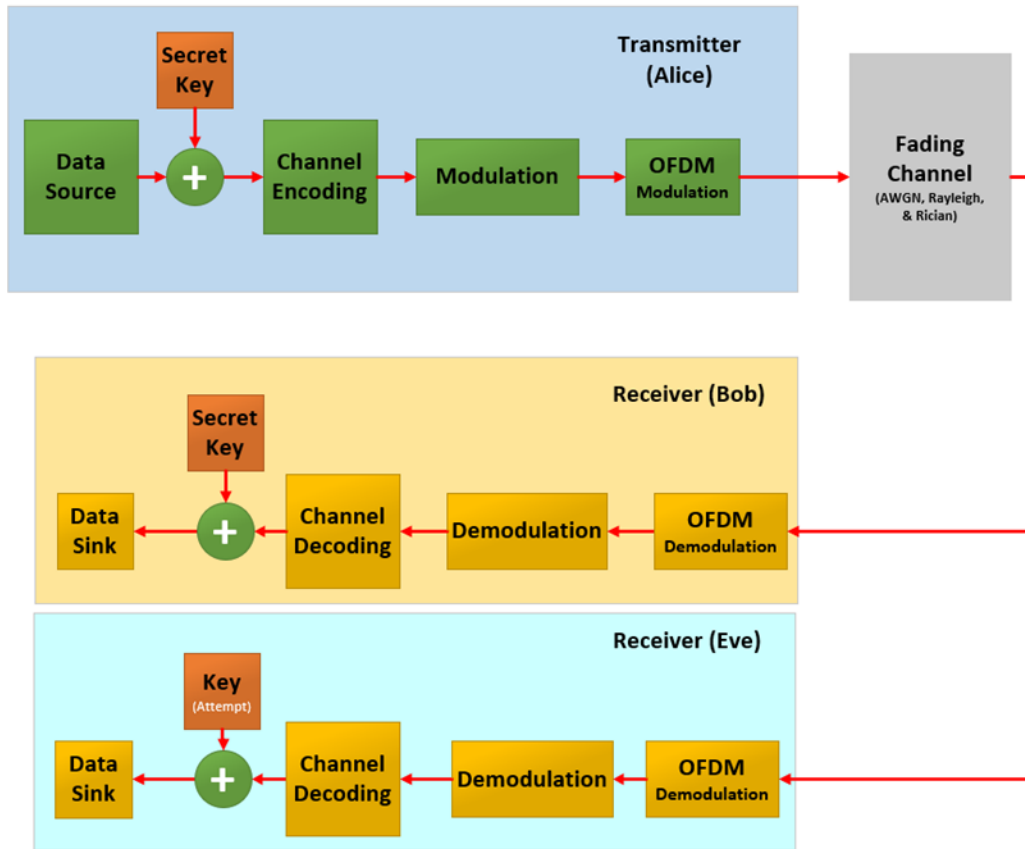 Transmitter
(Alice)
Secret
Key
Data
Source
+
Channel
Encoding
Modulation
OFDM
Modulation
Fading
Channel
(AWGN, Rayleigh,
& Rician)
Receiver (Bob)
Secret
Key
Data
Sink
+
Channel
Decoding
Demodulation
OFDM
Demodulation
Receiver (Eve)
Key
(Attempt)
Data
Sink
+
Channel
Decoding
Demodulation
OFDM
Demodulation